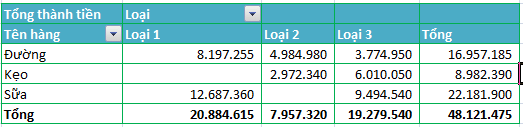 Tổng thành tiền Loại
Tên hàng Loại 1 Loại 2 Loại 3 Tổng
Đường 8.197.255 4.984.980 3.774.950 16.957.185
Kẹo 2.972.340 6.010.050 8.982.390
Sữa 12.687.360 9.494.540 22.181.900
Tổng 20.884.615 7.957.320 19.279.540 48.121.475